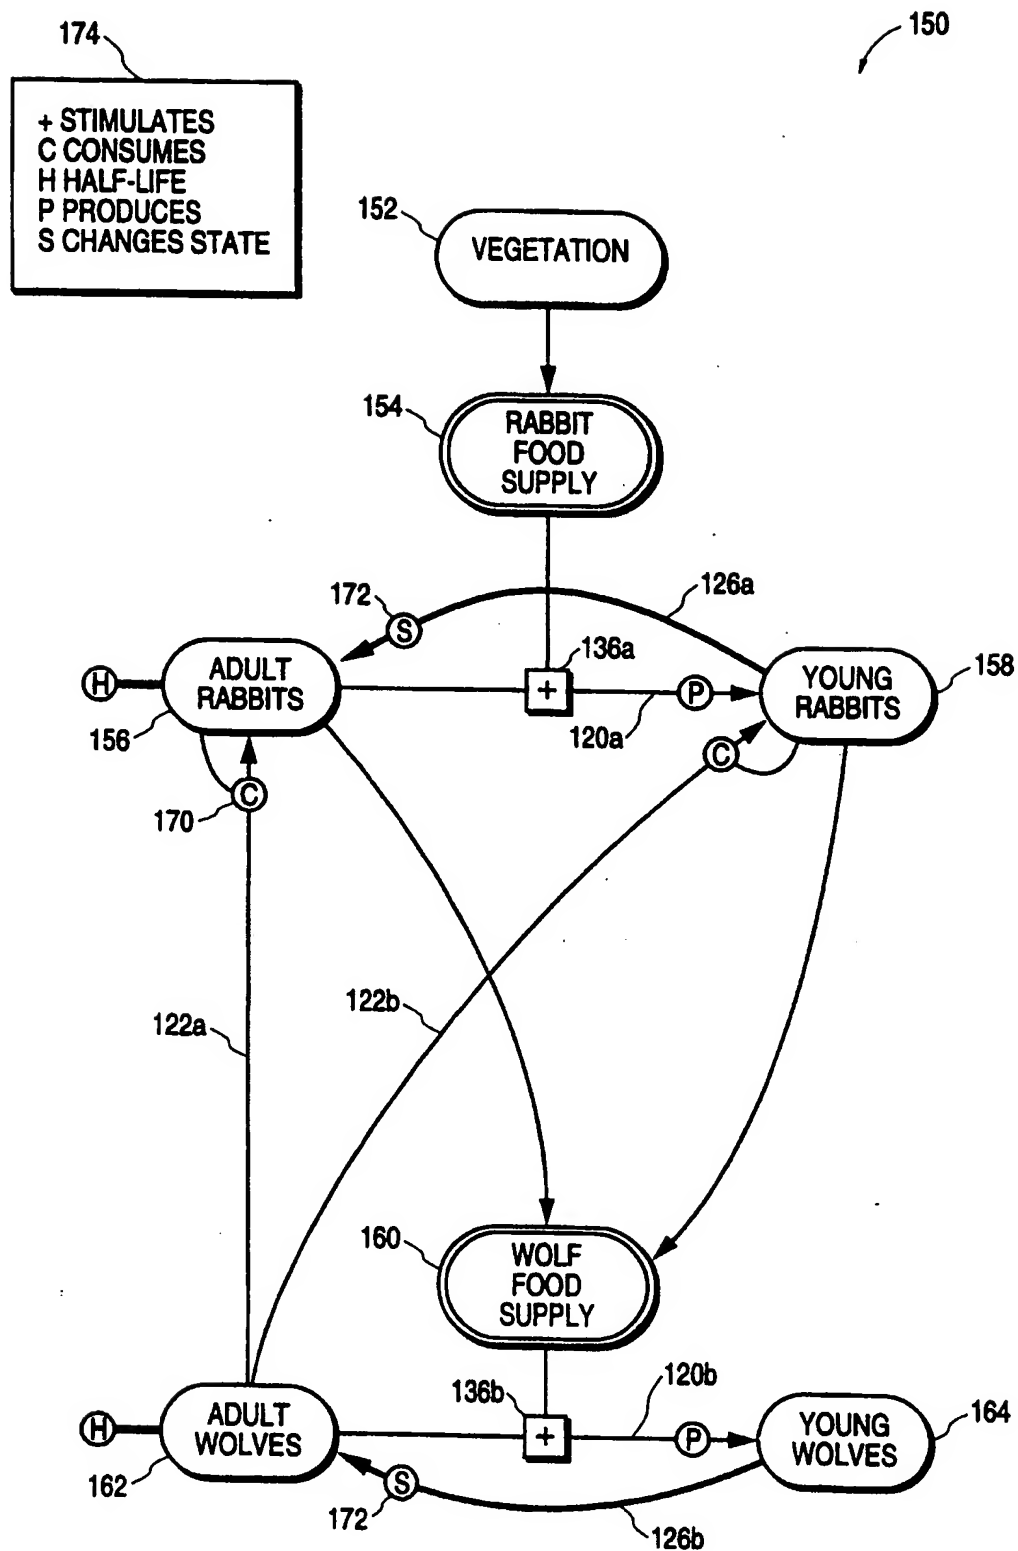 174
150
+ STIMULATES
C CONSUMES
H HALF-LIFE
P PRODUCES
S CHANGES STATE
152
VEGETATION
154
RABBIT
FOOD
SUPPLY
172
S
126a
136a
H
ADULT
RABBITS
+
P
YOUNG
RABBITS
158
156
120a
C
C
170
122a
122b
160
WOLF
FOOD
SUPPLY
136b
120b
H
ADULT
WOLVES
+
P
YOUNG
WOLVES
164
162
S
172
126b